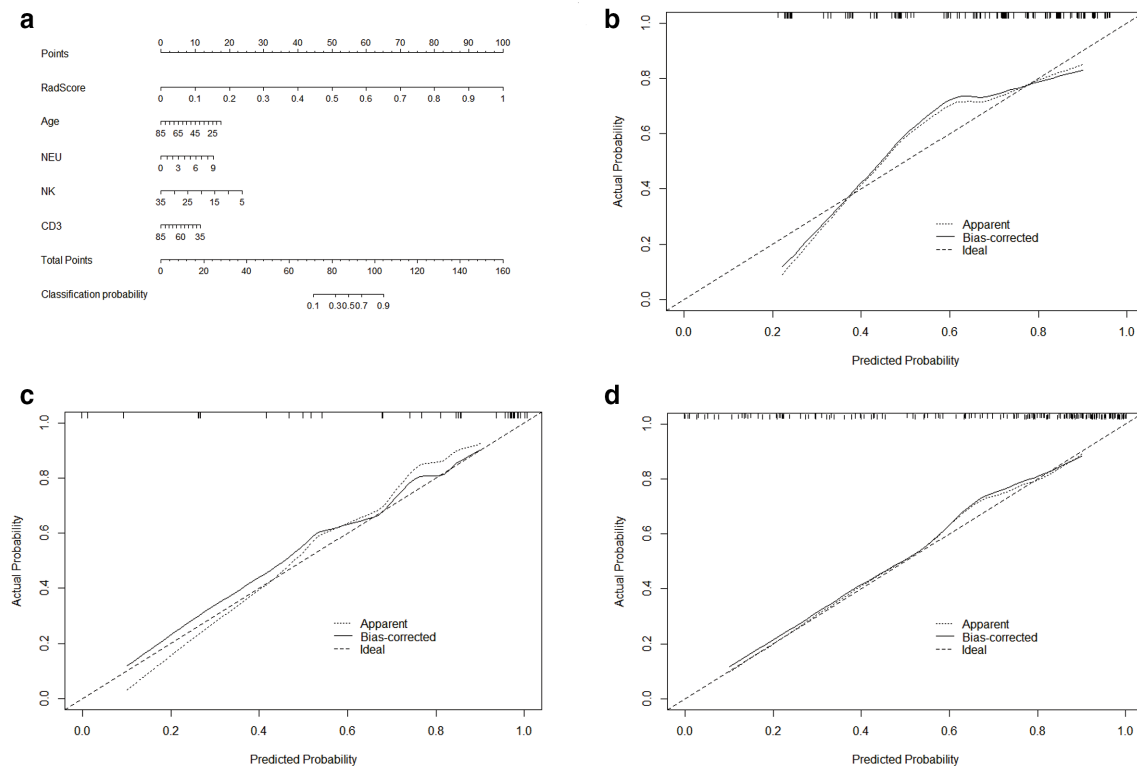 a
Points
0 10 20 30 40 50 60 70 80 90 100
RadScore
0 0.1 0.2 0.3 0.4 0.5 0.6 0.7 0.8 0.9 1
Age
85 65 45 25
NEU
0 3 6 9
NK
35 25 15 5
CD3
85 60 35
Total Points
0 20 40 60 80 100 120 140 160
Classification probability
0.1 0.3 0.5 0.7 0.9
b
Actual Probability
0.0 0.2 0.4 0.6 0.8 1.0
Apparent
Bias-corrected
Ideal
0.0 0.2 0.4 0.6 0.8 1.0
Predicted Probability
c
Actual Probability
0.0 0.2 0.4 0.6 0.8 1.0
Apparent
Bias-corrected
Ideal
0.0 0.2 0.4 0.6 0.8 1.0
Predicted Probability
d
Actual Probability
0.0 0.2 0.4 0.6 0.8 1.0
Apparent
Bias-corrected
Ideal
0.0 0.2 0.4 0.6 0.8 1.0
Predicted Probability